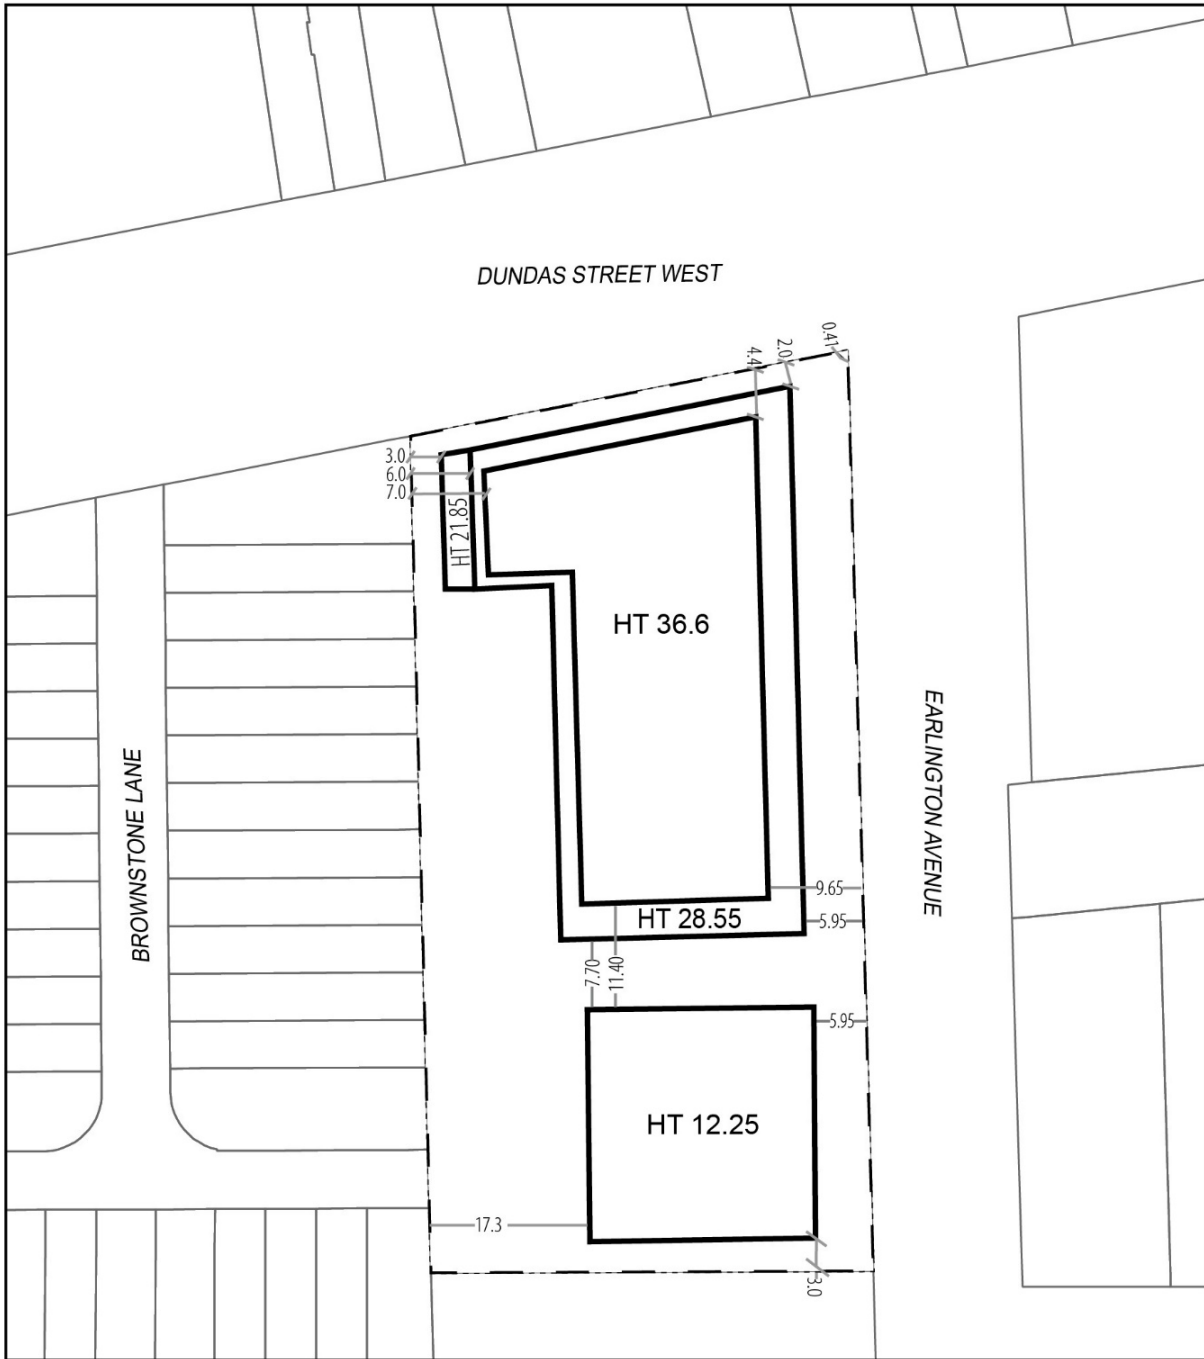 DUNDAS STREET WEST
0.41
2.0
4.4
3.0
6.0
7.0
HT 21.85
HT 36.6
EARLINGTON AVENUE
BROWNSTONE LANE
9.65
HT 28.55
5.95
7.70
11.40
5.95
HT 12.25
17.3
3.0